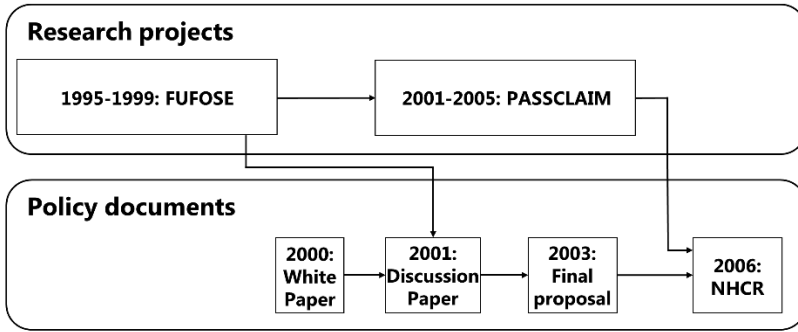 Research projects
1995-1999: FUFOSE
2001-2005: PASSCLAIM
Policy documents
2000:
White
Paper
2001:
Discussion
Paper
2003:
Final
proposal
2006:
NHCR